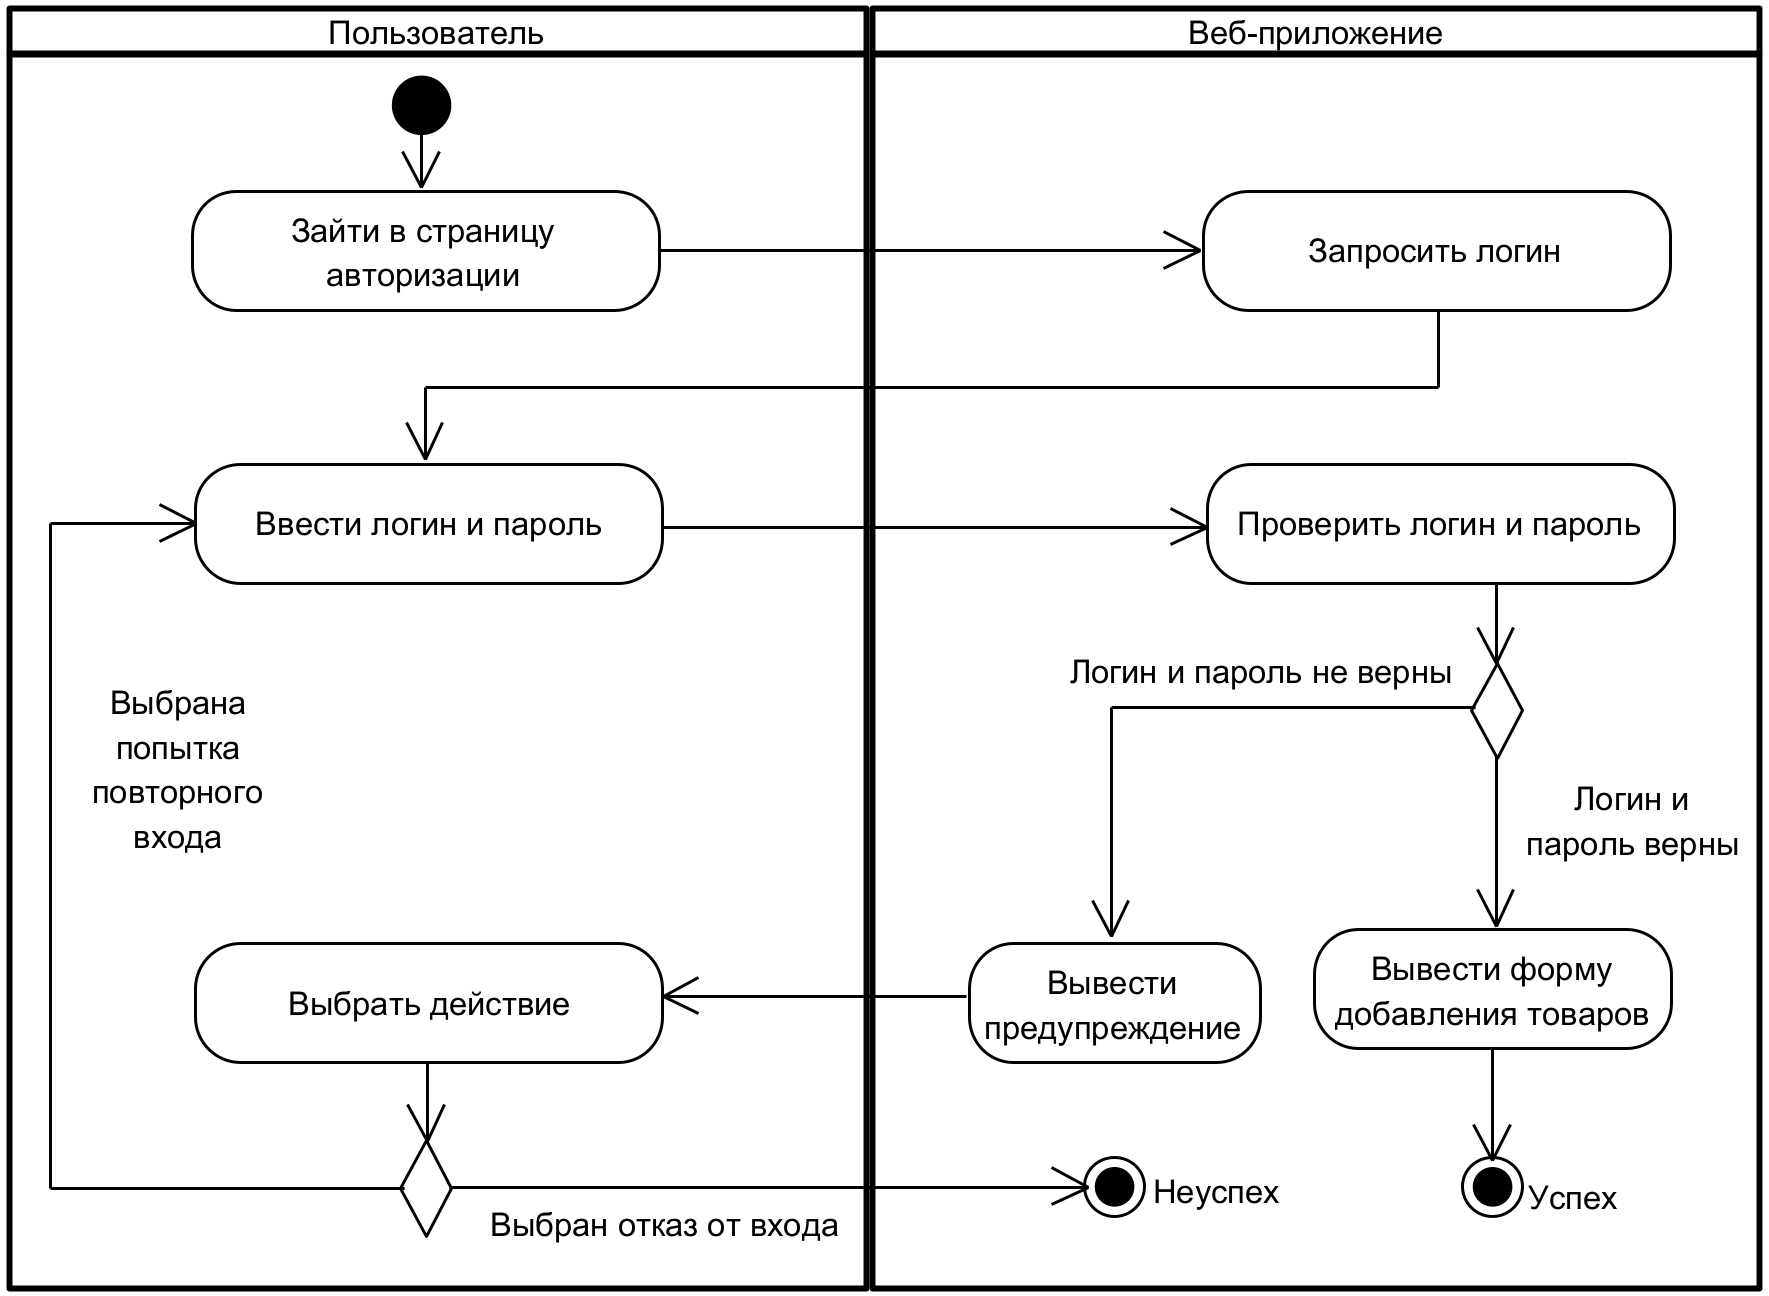 Пользователь
Веб-приложение
Зайти в страницу
авторизации
Запросить логин
Ввести логин и пароль
Проверить логин и пароль
Логин и пароль не верны
Выбрана
попытка
повторного
входа
Логин и
пароль верны
Выбрать действие
Вывести
предупреждение
Вывести форму
добавления товаров
Неуспех
Успех
Выбран отказ от входа